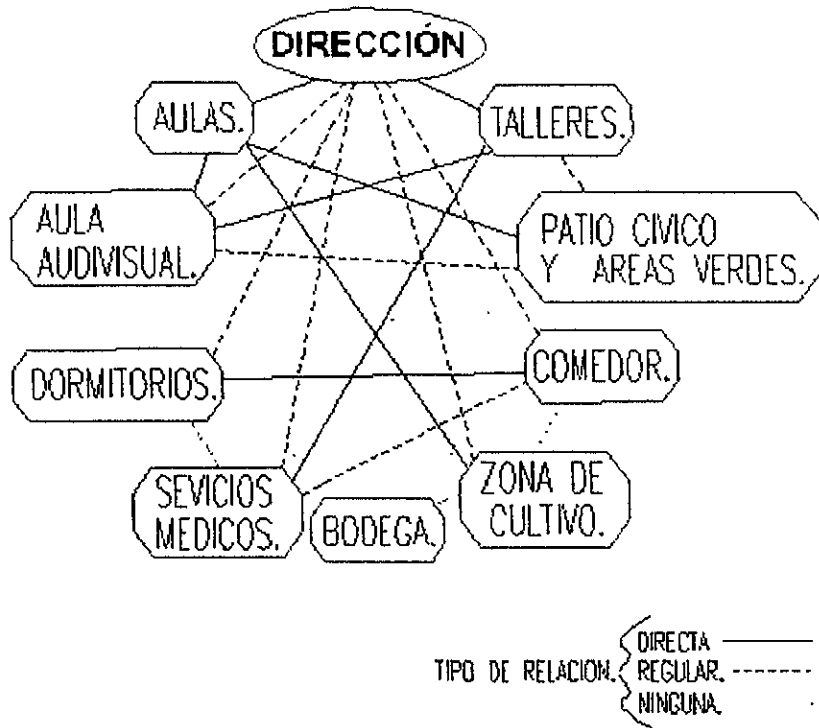 DIRECCIÓN
AULAS.
TALLERES.
AULA
AUDIVISUAL.
PATIO CIVICO
Y AREAS VERDES.
DORMITORIOS.
COMEDOR.
SEVICIOS
MEDICOS.
BODEGA.
ZONA DE
CULTIVO.
TIPO DE RELACION.
DIRECTA
REGULAR.
NINGUNA.